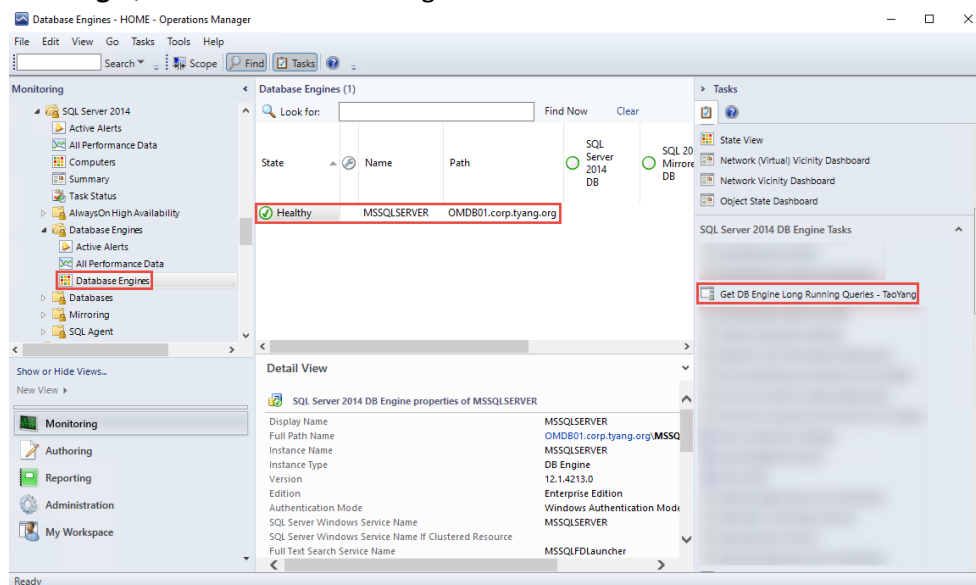 Database Engines - HOME - Operations Manager
File Edit View Go Tasks Tools Help
Search Scope Find Tasks
Monitoring
SQL Server 2014
Active Alerts
All Performance Data
Computers
Summary
Task Status
AlwaysOn High Availability
Database Engines
Active Alerts
All Performance Data
Database Engines
Databases
Mirroring
SQL Agent
Show or Hide Views...
New View
Monitoring
Authoring
Reporting
Administration
My Workspace
Database Engines (1)
Look for: Find Now Clear
State Name Path SQL Server 2014 DB SQL 20 Mirrore DB
Healthy MSSQLSERVER OMDB01.corp.tyang.org
Detail View
SQL Server 2014 DB Engine properties of MSSQLSERVER
Display Name MSSQLSERVER
Full Path Name OMDB01.corp.tyang.org\MSSQ
Instance Name MSSQLSERVER
Instance Type DB Engine
Version 12.1.4213.0
Edition Enterprise Edition
Authentication Mode Windows Authentication Mode
SQL Server Windows Service Name MSSQLSERVER
SQL Server Windows Service Name If Clustered Resource
Full Text Search Service Name MSSQLFDLauncher
Tasks
State View
Network (Virtual) Vicinity Dashboard
Network Vicinity Dashboard
Object State Dashboard
SQL Server 2014 DB Engine Tasks
Get DB Engine Long Running Queries - TaoYang
Ready